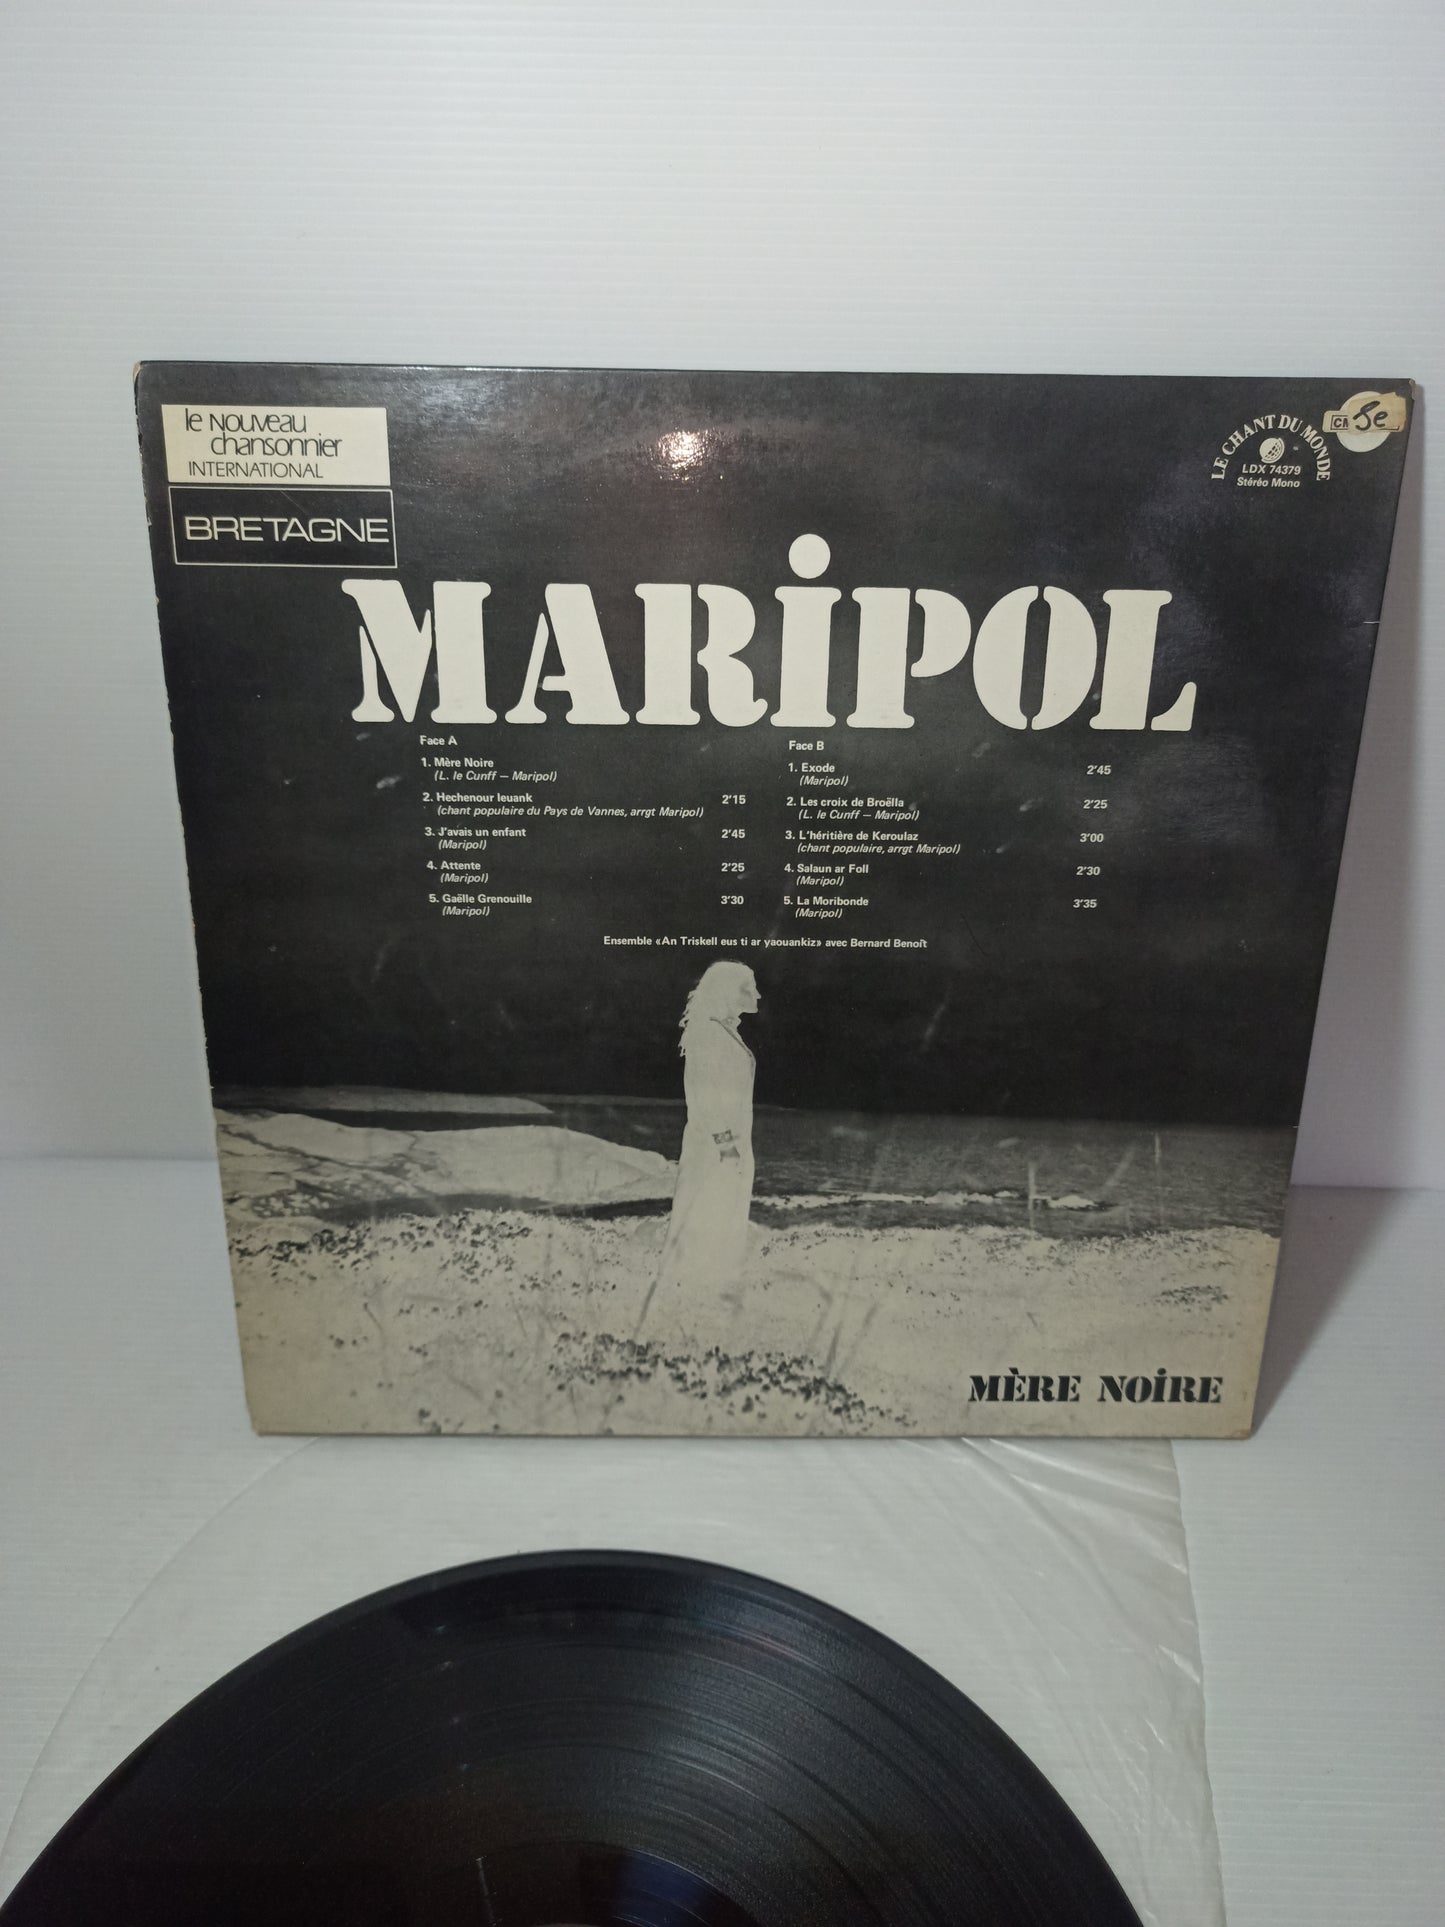 le NOUVEAU
chansonnier
INTERNATIONAL
BRETAGNE
LE CHANT DU MONDE
LDX 74379
Stéréo Mono
CM
MARiPOL
Face A
1. Mère Noire
(L. le Cunff – Maripol)
2. Hechenour leuank 2'15
(chant populaire du Pays de Vannes, arrgt Maripol)
3. J'avais un enfant 2'45
(Maripol)
4. Attente 2'25
(Maripol)
5. Gaëlle Grenouille 3'30
(Maripol)
Face B
1. Exode 2'45
(Maripol)
2. Les croix de Broëlla 2'25
(L. le Cunff – Maripol)
3. L'héritière de Keroulaz 3'00
(chant populaire, arrgt Maripol)
4. Salaun ar Foll 2'30
(Maripol)
5. La Moribonde 3'35
(Maripol)
Ensemble «An Triskell eus ti ar yaouankiz» avec Bernard Benoît
MÈRE NOiRE